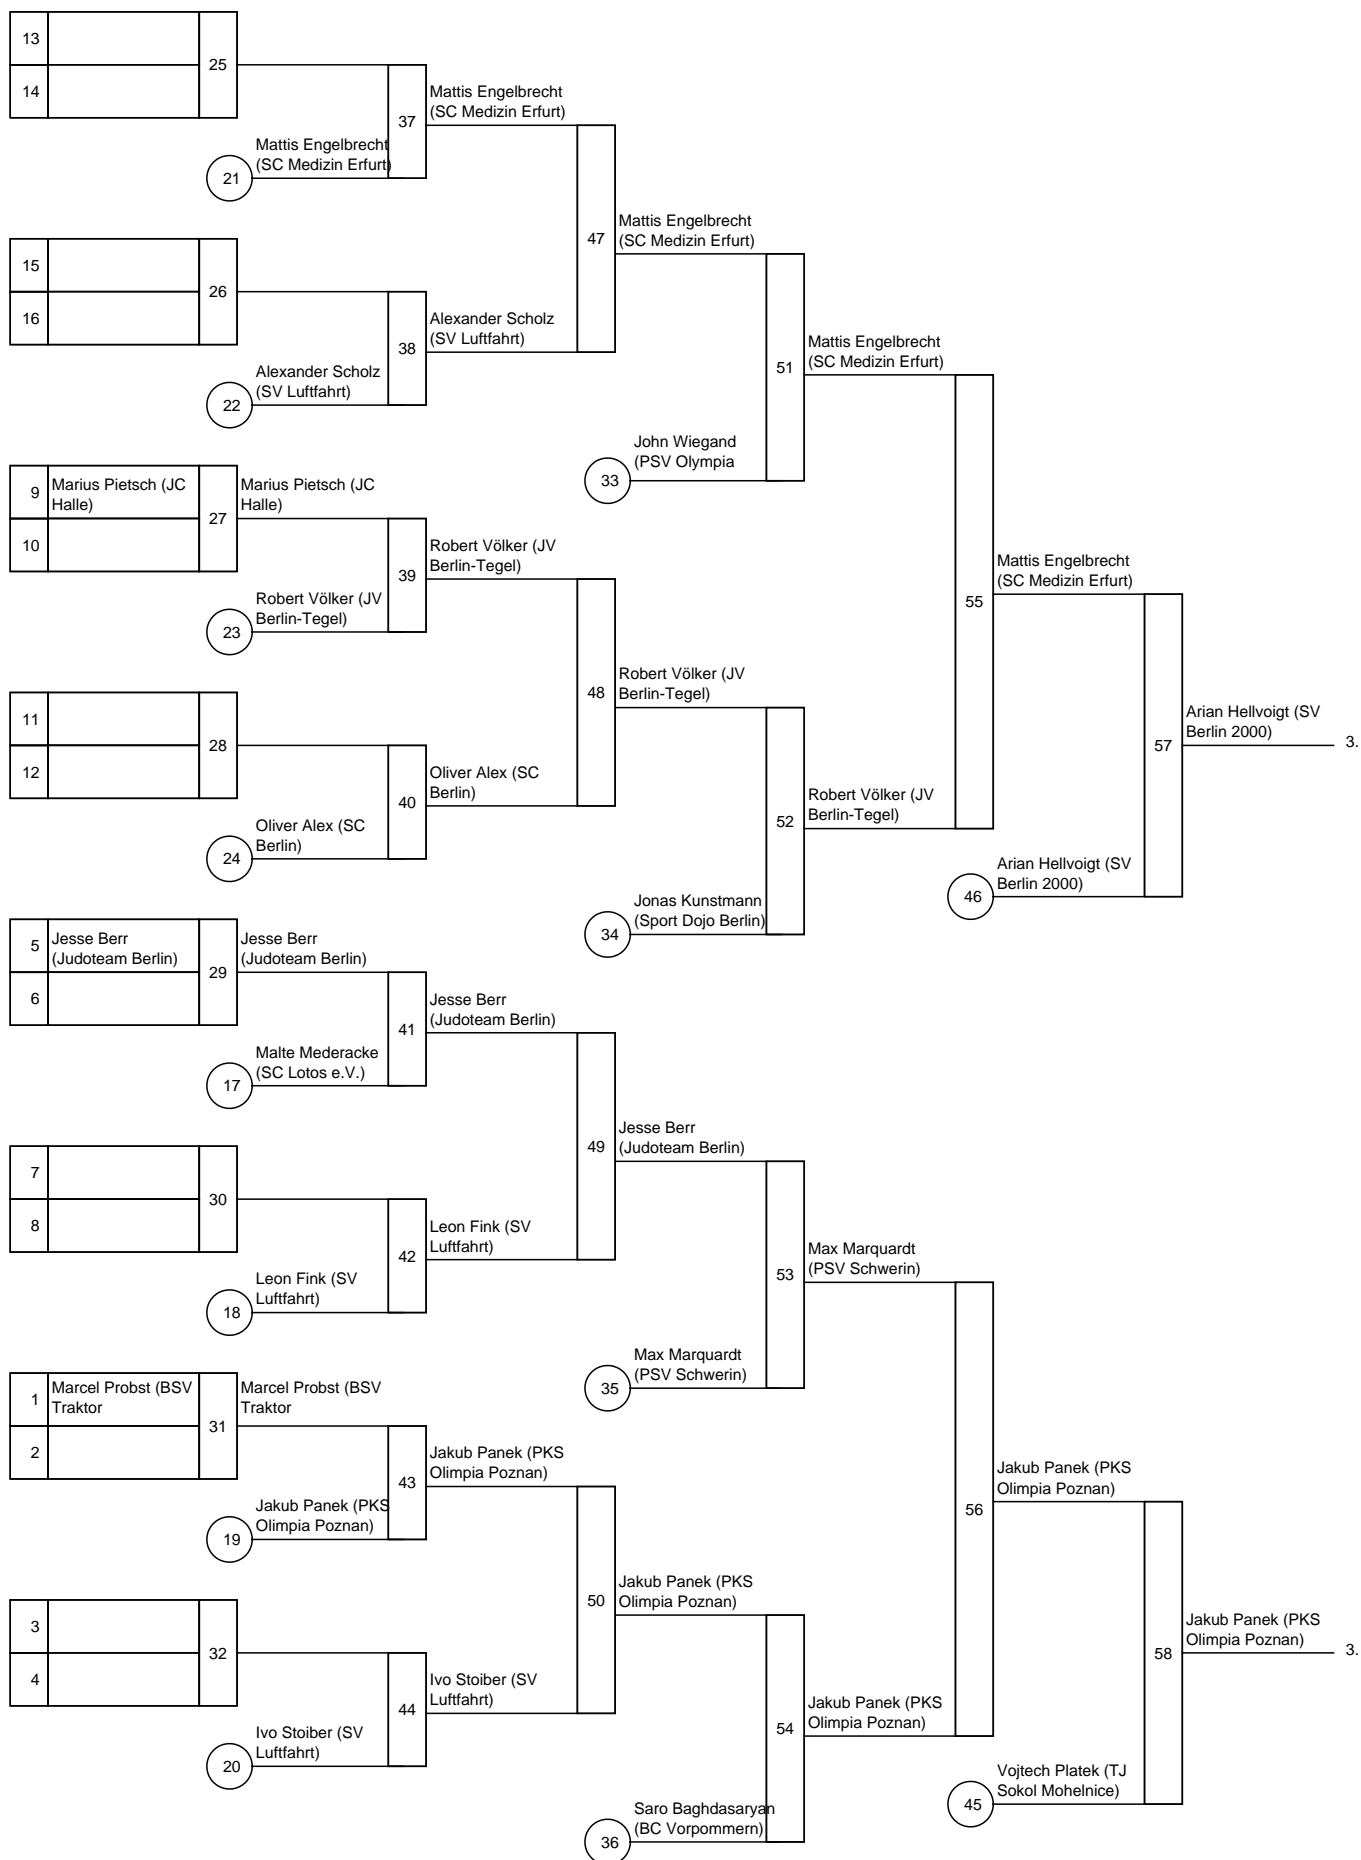 13
25
14
Mattis Engelbrecht
(SC Medizin Erfurt)
37
Mattis Engelbrecht
(SC Medizin Erfurt)
21
Mattis Engelbrecht
(SC Medizin Erfurt)
47
15
26
16
Alexander Scholz
(SV Luftfahrt)
38
Alexander Scholz
(SV Luftfahrt)
22
Mattis Engelbrecht
(SC Medizin Erfurt)
51
John Wiegand
(PSV Olympia
33
9
Marius Pietsch (JC
Halle)
27
Marius Pietsch (JC
Halle)
10
Robert Völker (JV
Berlin-Tegel)
39
Robert Völker (JV
Berlin-Tegel)
23
Mattis Engelbrecht
(SC Medizin Erfurt)
55
Robert Völker (JV
Berlin-Tegel)
48
11
28
12
Arian Hellvoigt (SV
Berlin 2000)
57
3.
Oliver Alex (SC
Berlin)
40
Oliver Alex (SC
Berlin)
24
Robert Völker (JV
Berlin-Tegel)
52
Arian Hellvoigt (SV
Berlin 2000)
46
Jonas Kunstmann
(Sport Dojo Berlin)
34
5
Jesse Berr
(Judoteam Berlin)
29
Jesse Berr
(Judoteam Berlin)
6
Jesse Berr
(Judoteam Berlin)
41
Malte Mederacke
(SC Lotos e.V.)
17
Jesse Berr
(Judoteam Berlin)
49
7
30
8
Leon Fink (SV
Luftfahrt)
42
Leon Fink (SV
Luftfahrt)
18
Max Marquardt
(PSV Schwerin)
53
Max Marquardt
(PSV Schwerin)
35
1
Marcel Probst (BSV
Traktor
31
Marcel Probst (BSV
Traktor
2
Jakub Panek (PKS
Olimpia Poznan)
43
Jakub Panek (PKS
Olimpia Poznan)
19
Jakub Panek (PKS
Olimpia Poznan)
56
Jakub Panek (PKS
Olimpia Poznan)
50
3
32
4
Jakub Panek (PKS
Olimpia Poznan)
58
3.
Ivo Stoiber (SV
Luftfahrt)
44
Ivo Stoiber (SV
Luftfahrt)
20
Jakub Panek (PKS
Olimpia Poznan)
54
Vojtech Platek (TJ
Sokol Mohelnice)
45
Saro Baghdasaryan
(BC Vorpommern)
36